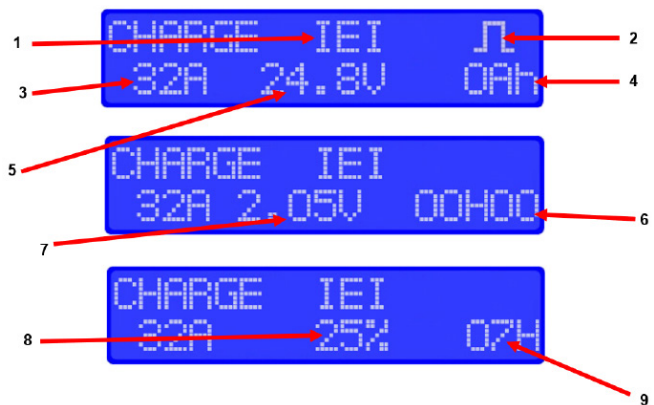 1 CHARGE IEI 2
3 32A 24.8V 0Ah 4
5
CHARGE IEI
32A 2.05V 00H00 6
7
CHARGE IEI
8 32A 25% 07H
9